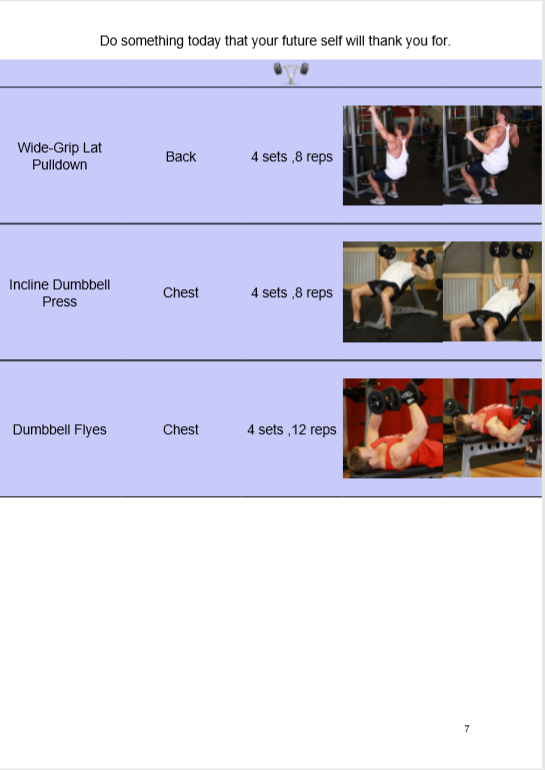 Do something today that your future self will thank you for.
Wide-Grip Lat
Pulldown
Back
4 sets ,8 reps
Incline Dumbbell
Press
Chest
4 sets ,8 reps
Dumbbell Flyes
Chest
4 sets ,12 reps
7